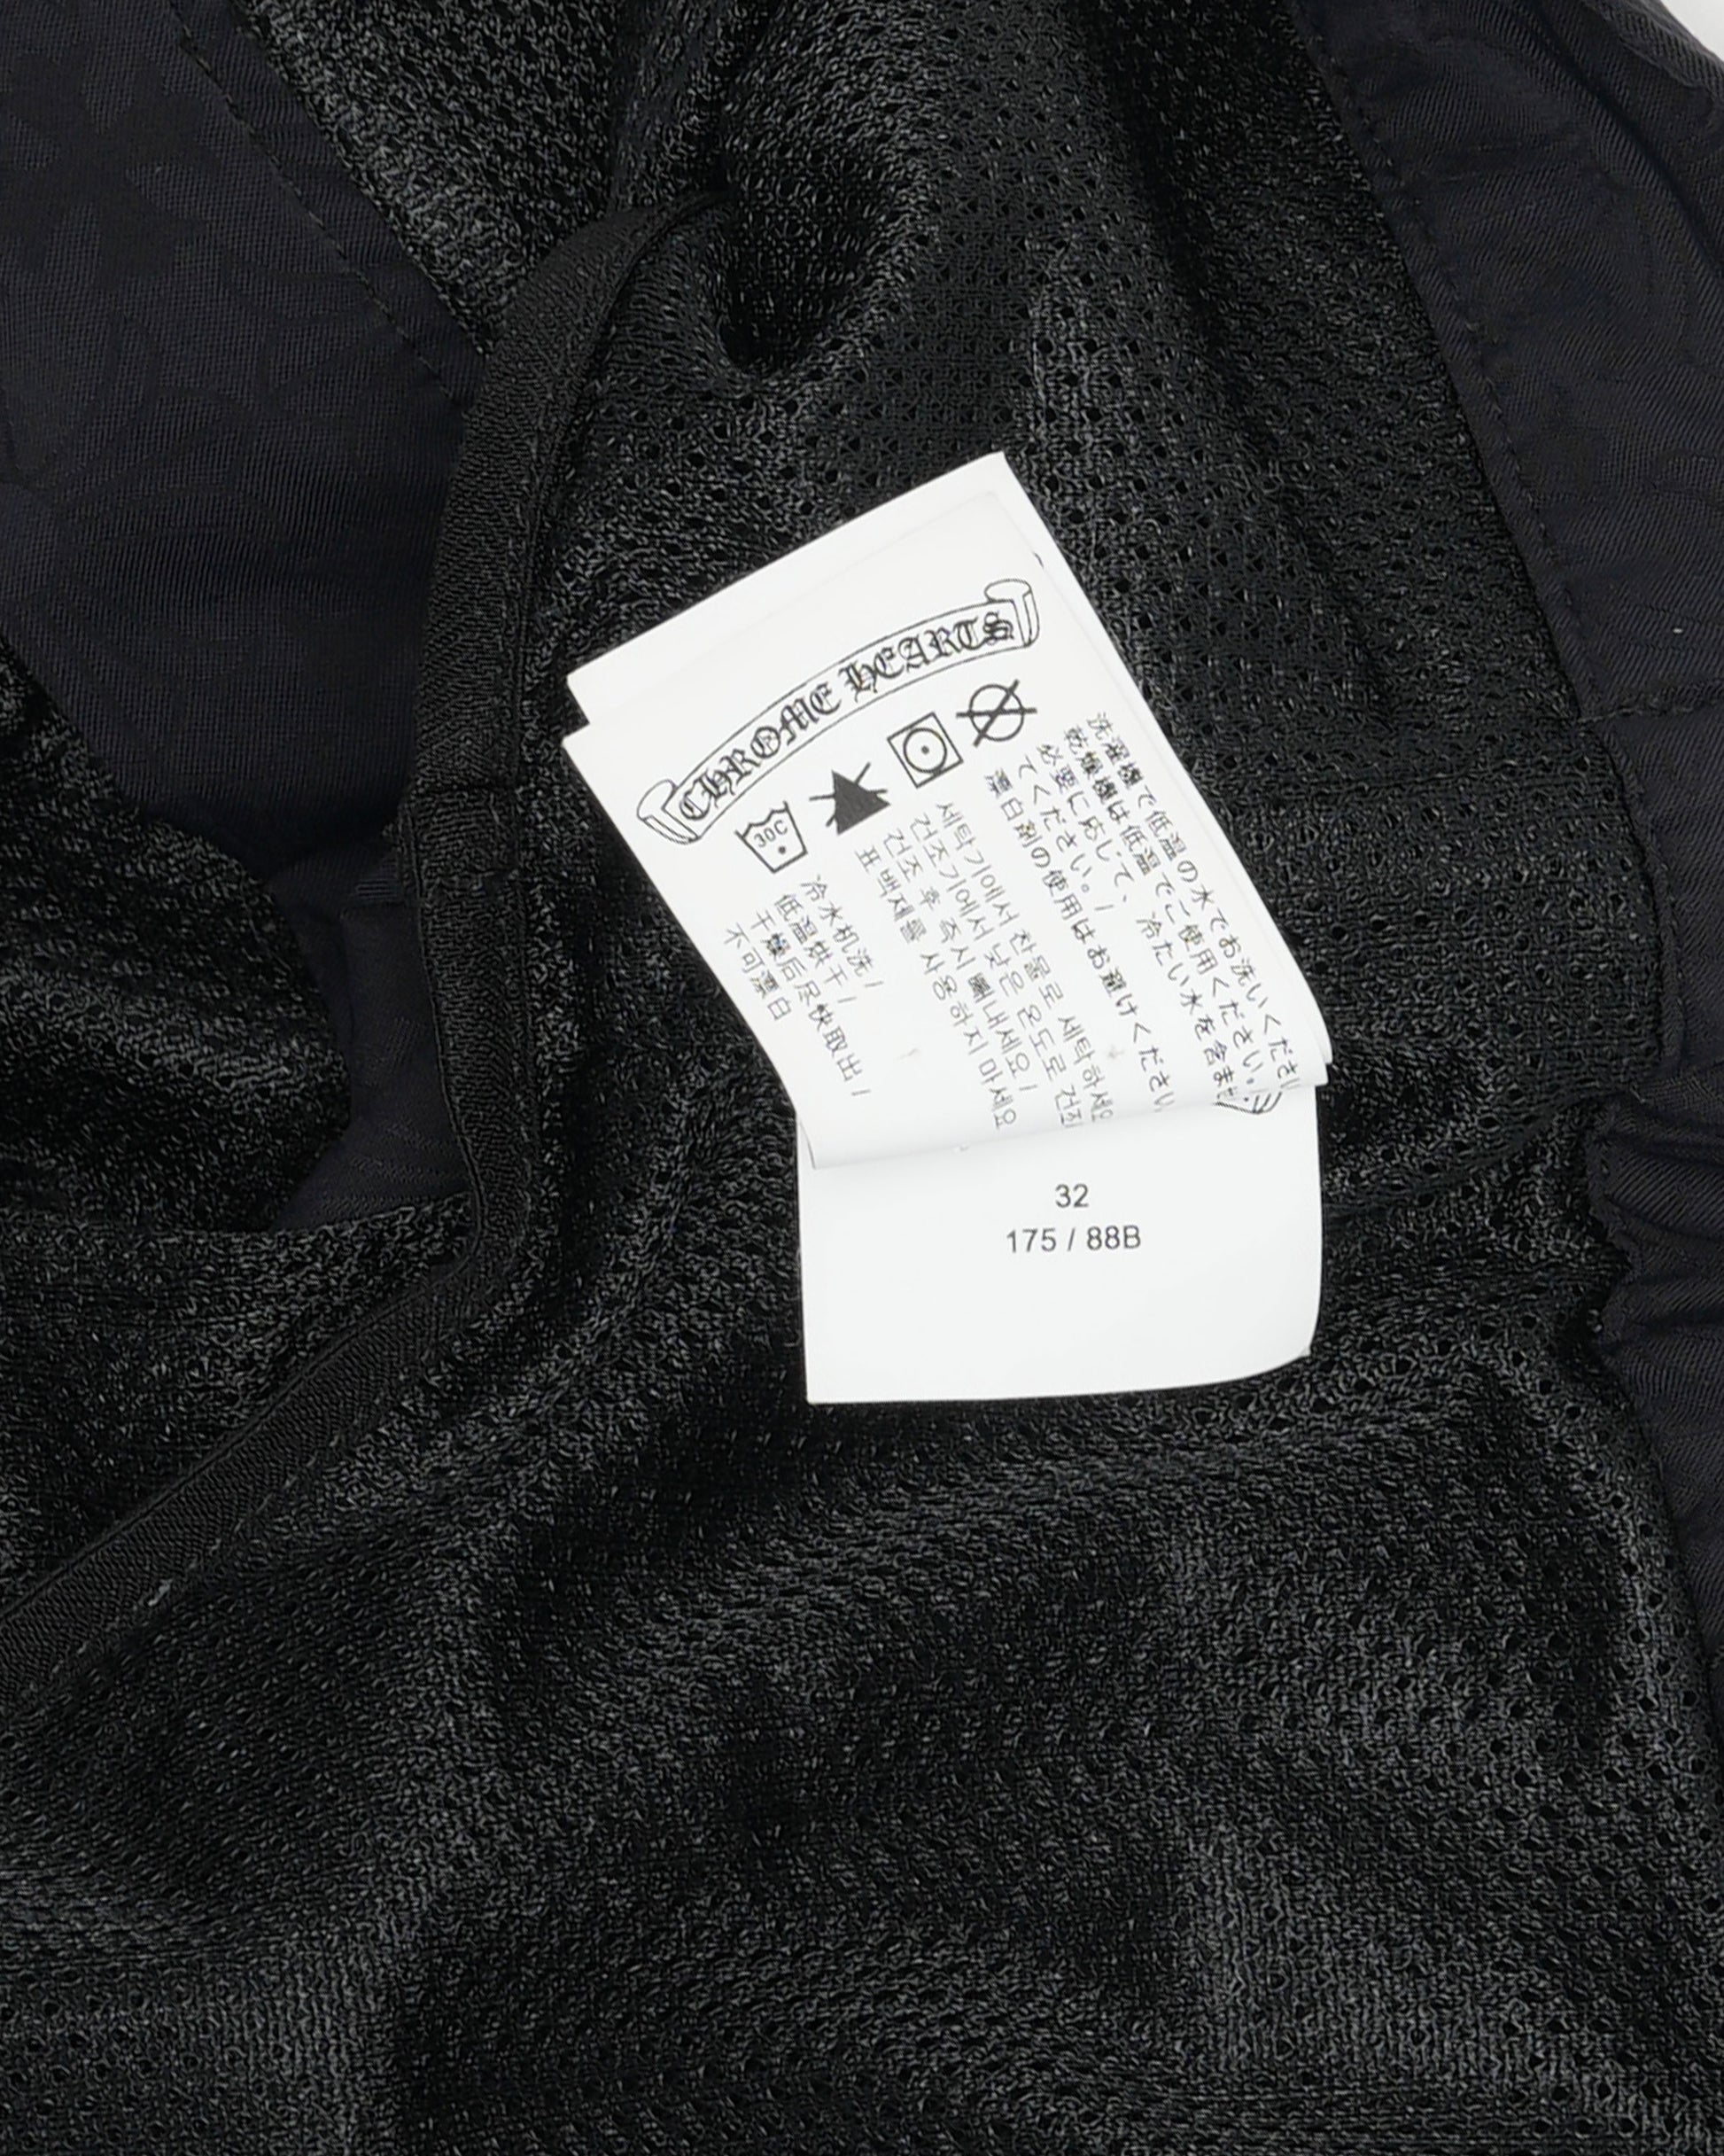 CHROME HEARTS
30C
冷水机洗/
低温烘干/
干燥后尽快取出/
不可漂白
세탁기에서 찬물로 세탁하세요
건조기에서 낮은 온도로 건조
건조 후 즉시 빼내세요/
표백제를 사용하지 마세요
洗濯機で低温の水でお洗いくださ
乾燥機は低温でご使用ください。
必要に応じて、冷たい水を含ませ
てください。/
漂白剤の使用はお避けくださ
32
175 / 88B